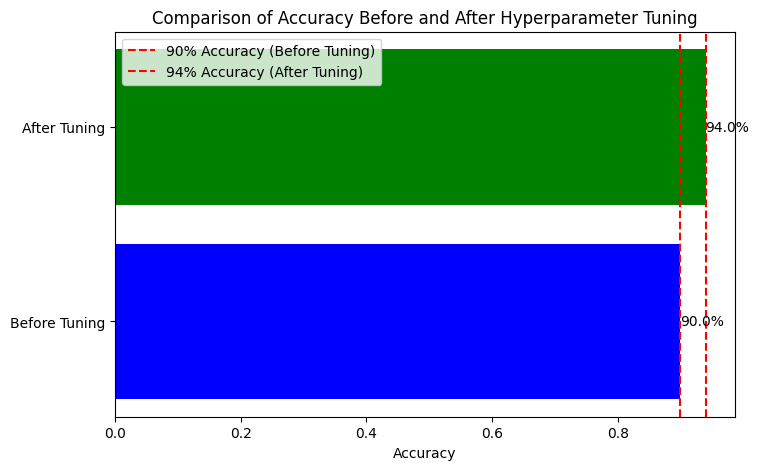 Comparison of Accuracy Before and After Hyperparameter Tuning
90% Accuracy (Before Tuning)
94% Accuracy (After Tuning)
After Tuning
94.0%
Before Tuning
90.0%
0.0 0.2 0.4 0.6 0.8
Accuracy